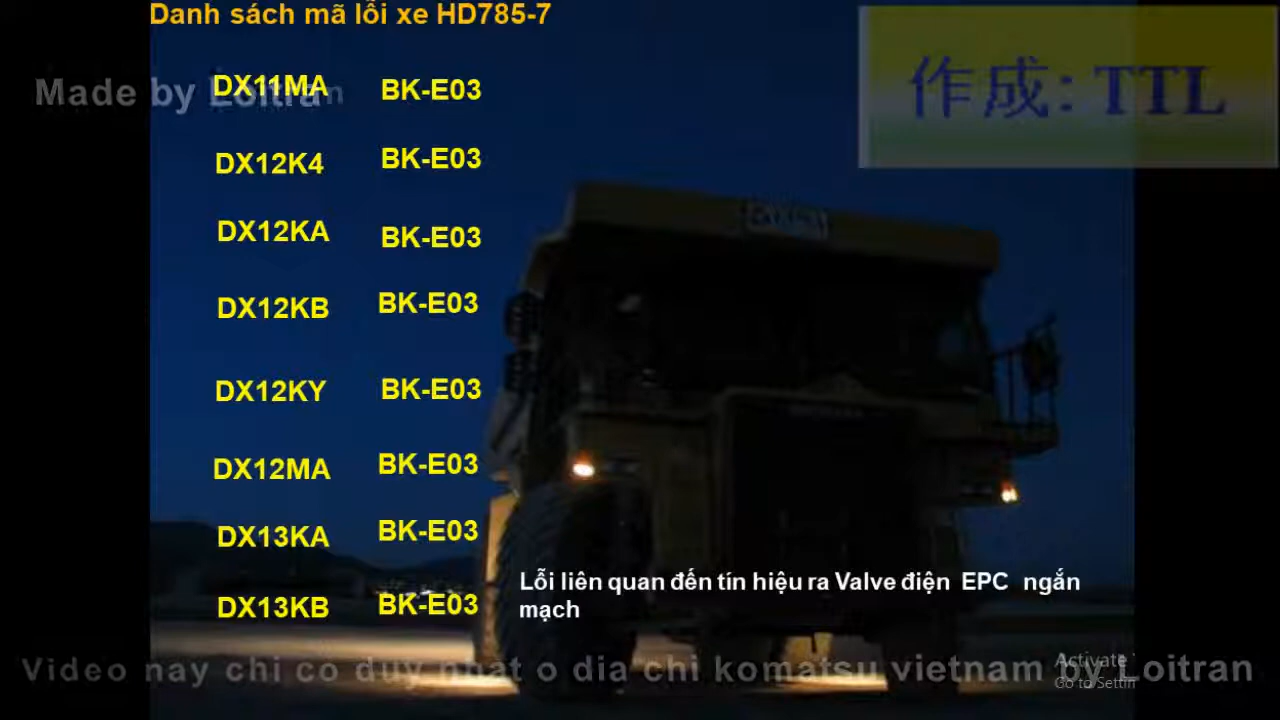 Danh sách mã lỗi xe HD785-7
作成: TTL
Made by Loitran
DX11MA BK-E03
DX12K4 BK-E03
DX12KA BK-E03
DX12KB BK-E03
DX12KY BK-E03
DX12MA BK-E03
DX13KA BK-E03
DX13KB BK-E03
Lỗi liên quan đến tín hiệu ra Valve điện EPC ngắn
mạch
Video nay chi co duy nhat o dia chi komatsu vietnam by Loitran
Activate
Go to Settin